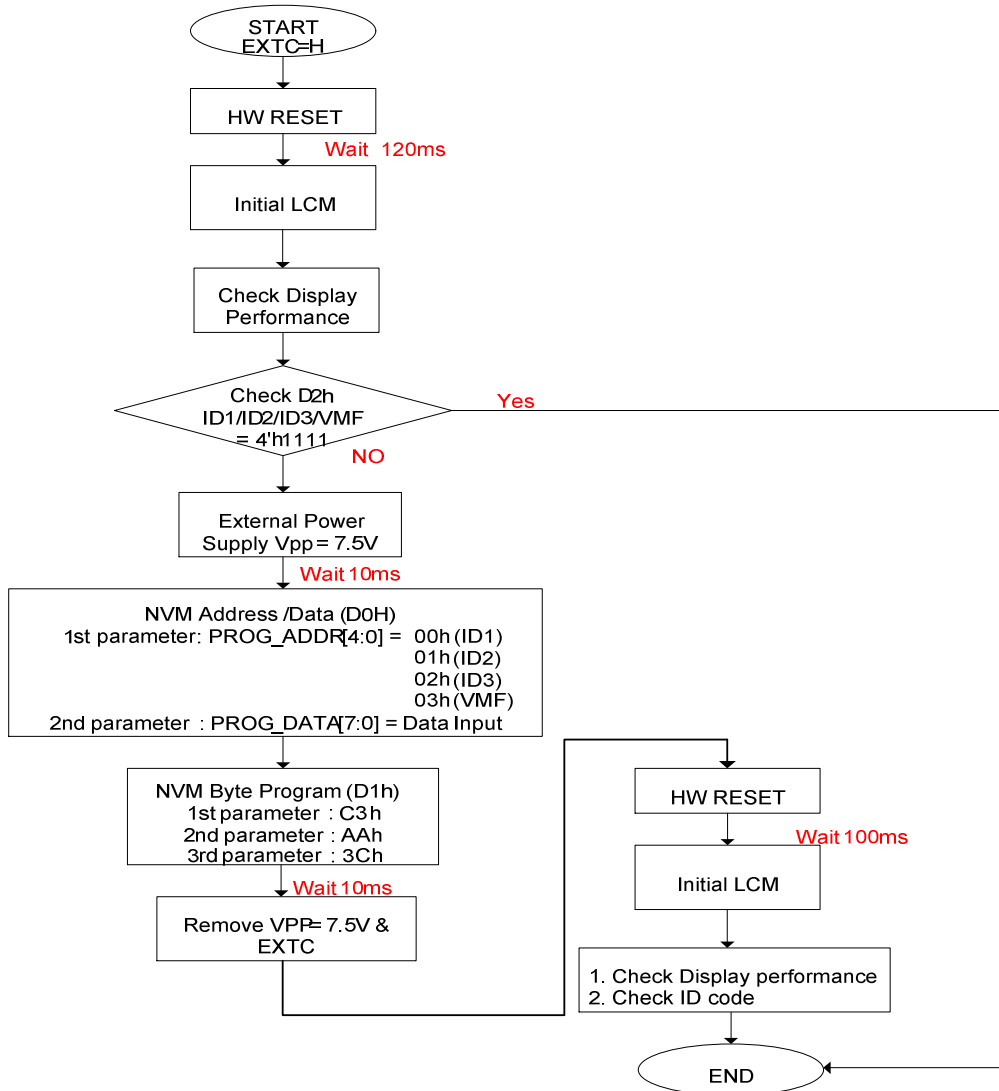 START
EXTC=H
HW RESET
Wait 120ms
Initial LCM
Check Display
Performance
Check D2h
ID1/ID2/ID3/VMF
= 4'h1111
Yes
NO
External Power
Supply Vpp = 7.5V
Wait 10ms
NVM Address /Data (D0H)
1st parameter: PROG_ADDR[4:0] = 00h (ID1)
01h (ID2)
02h (ID3)
03h (VMF)
2nd parameter : PROG_DATA[7:0] = Data Input
NVM Byte Program (D1h)
1st parameter : C3h
2nd parameter : AAh
3rd parameter : 3Ch
Wait 10ms
Remove VPP= 7.5V &
EXTC
HW RESET
Wait 100ms
Initial LCM
1. Check Display performance
2. Check ID code
END